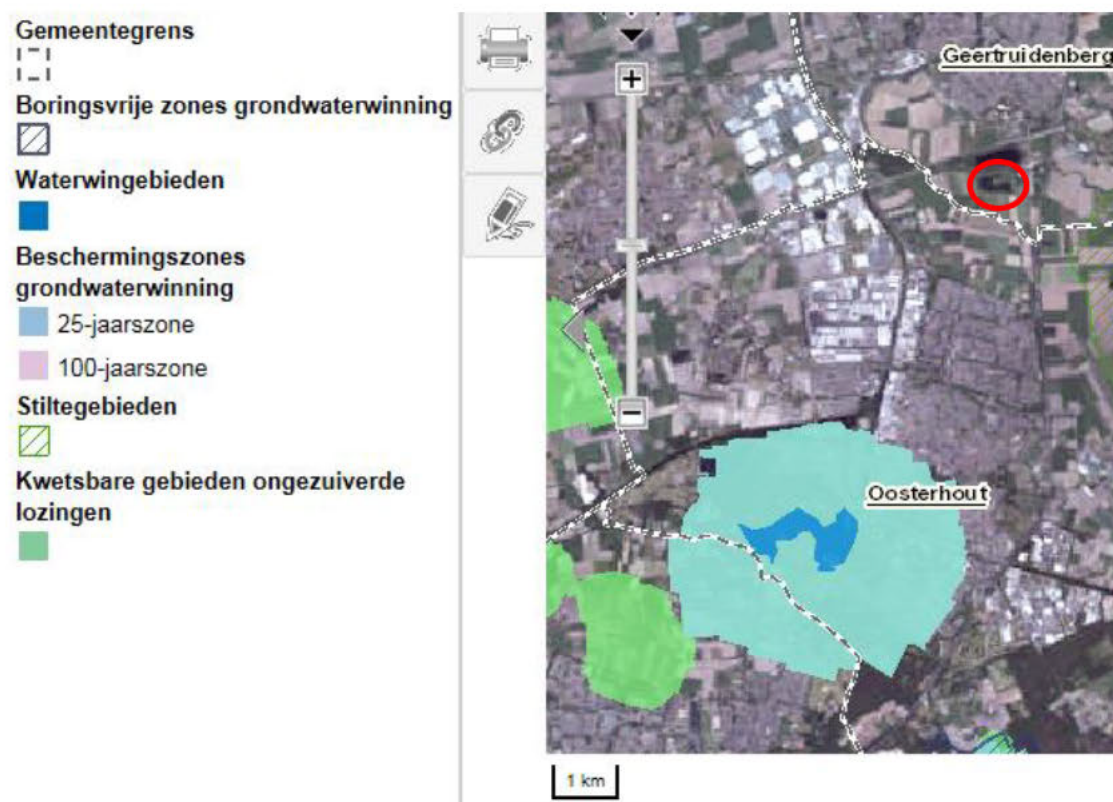 Gemeentegrens
Boringsvrije zones grondwaterwinning
Waterwingebieden
Beschermingszones
grondwaterwinning
25-jaarszone
100-jaarszone
Stiltegebieden
Kwetsbare gebieden ongezuiverde
lozingen
+
Geertruidenberg
−
Oosterhout
1 km